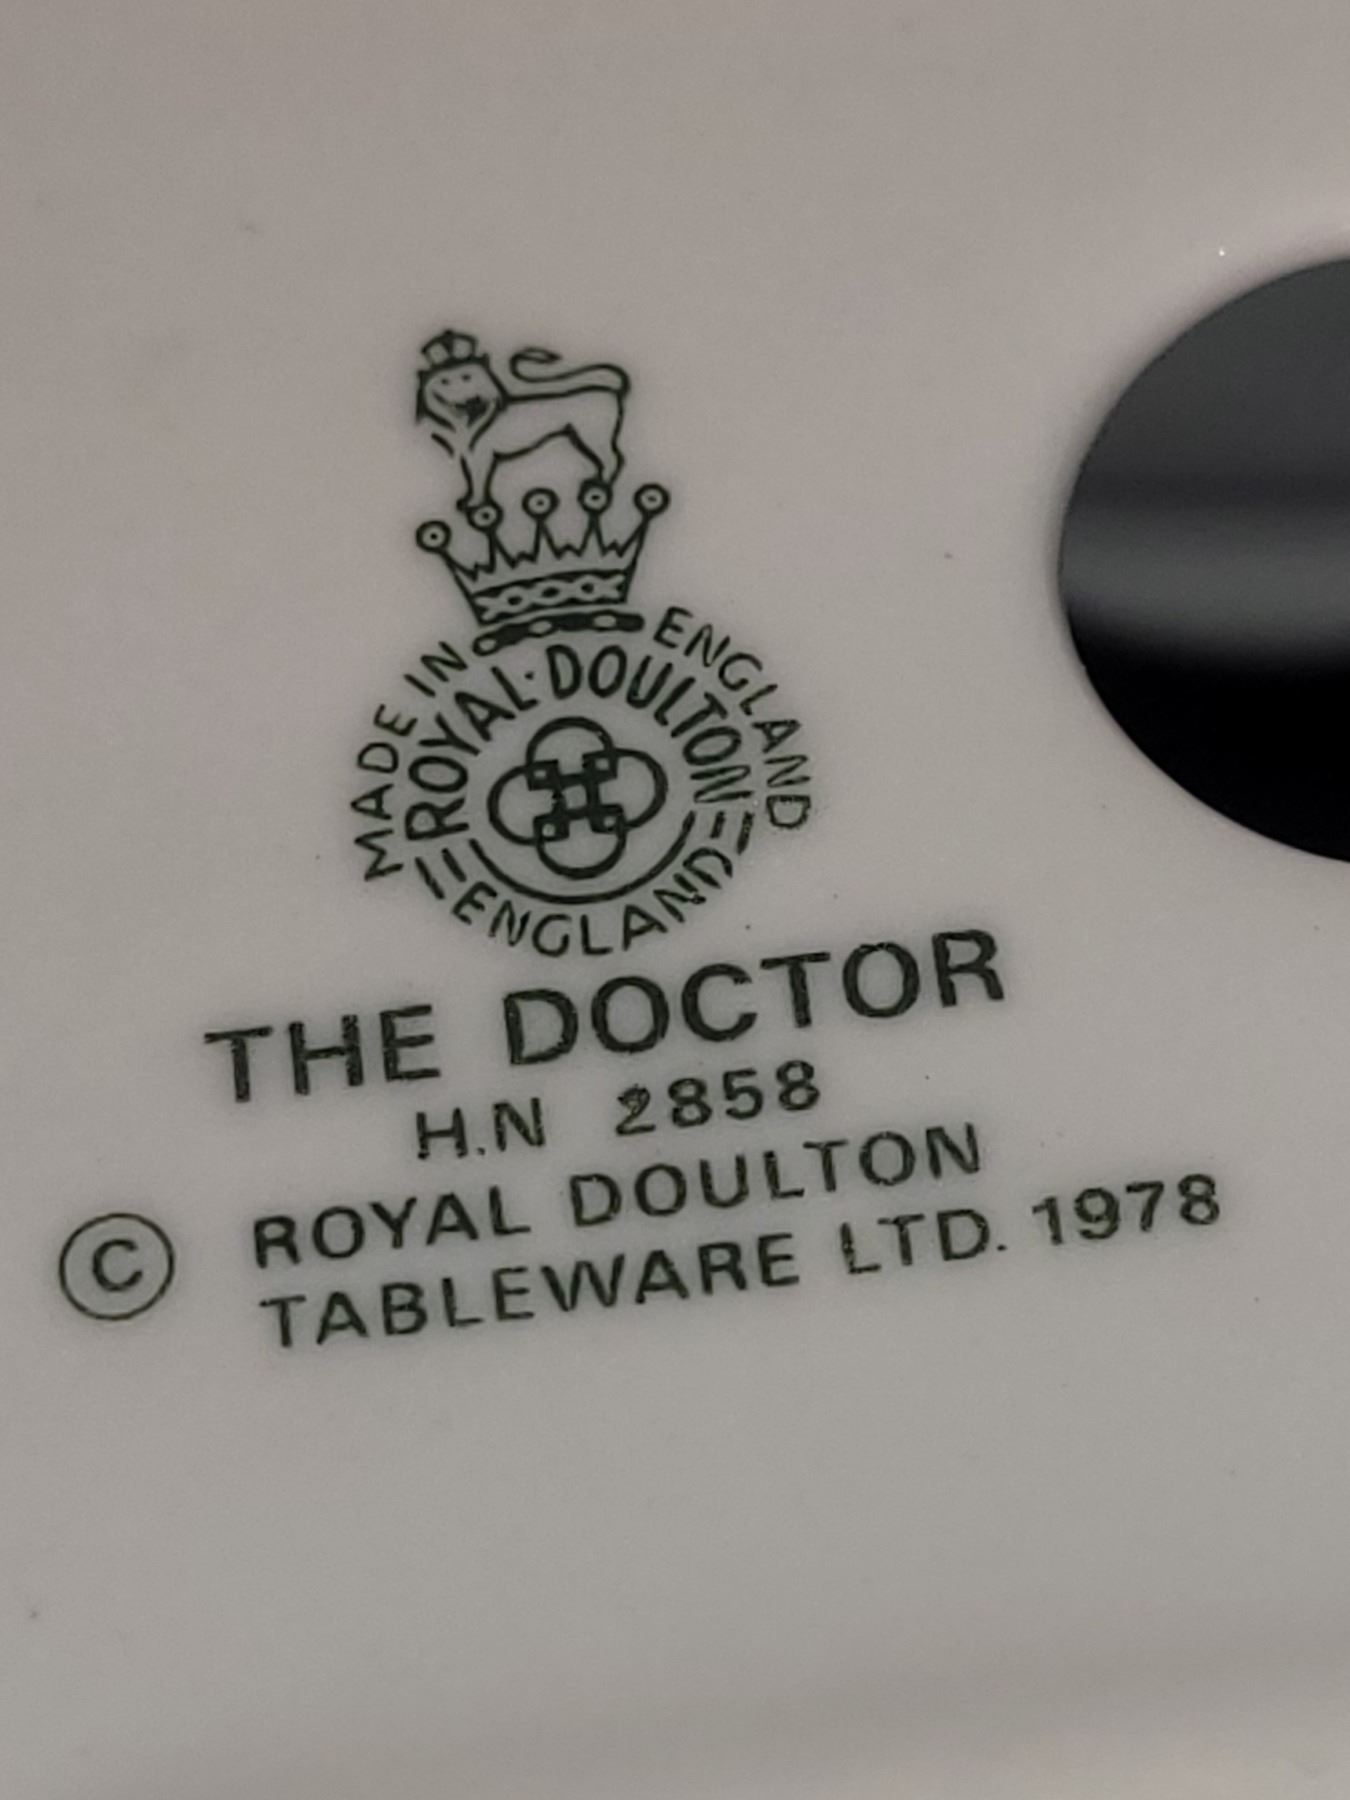 MADE IN ENGLAND
ROYAL·DOULTON
ENGLAND
THE DOCTOR
H.N 2858
© ROYAL DOULTON
TABLEWARE LTD. 1978